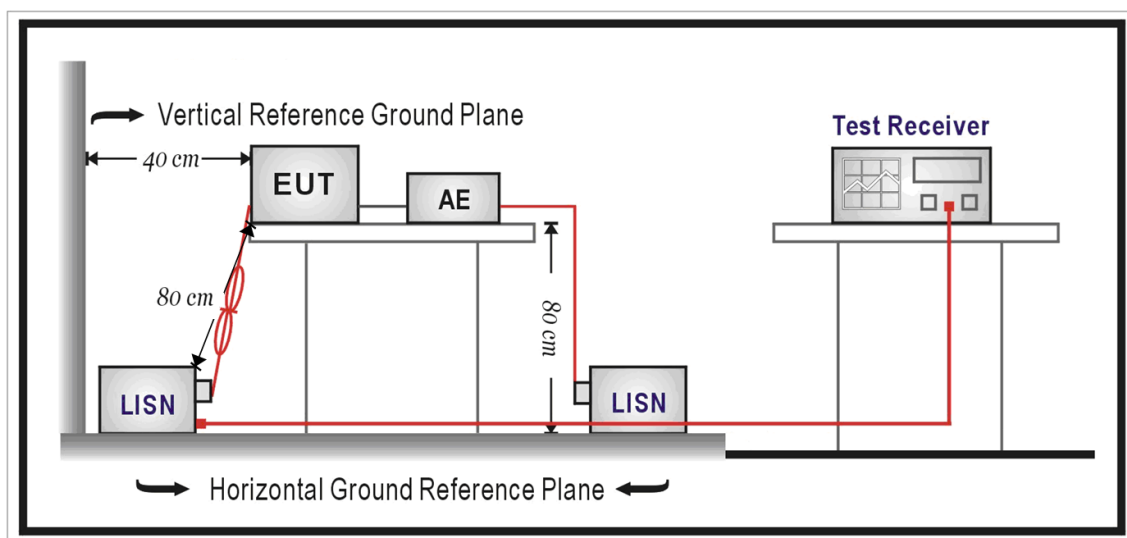 Vertical Reference Ground Plane
Test Receiver
40 cm
EUT
AE
80 cm
80 cm
LISN
LISN
Horizontal Ground Reference Plane